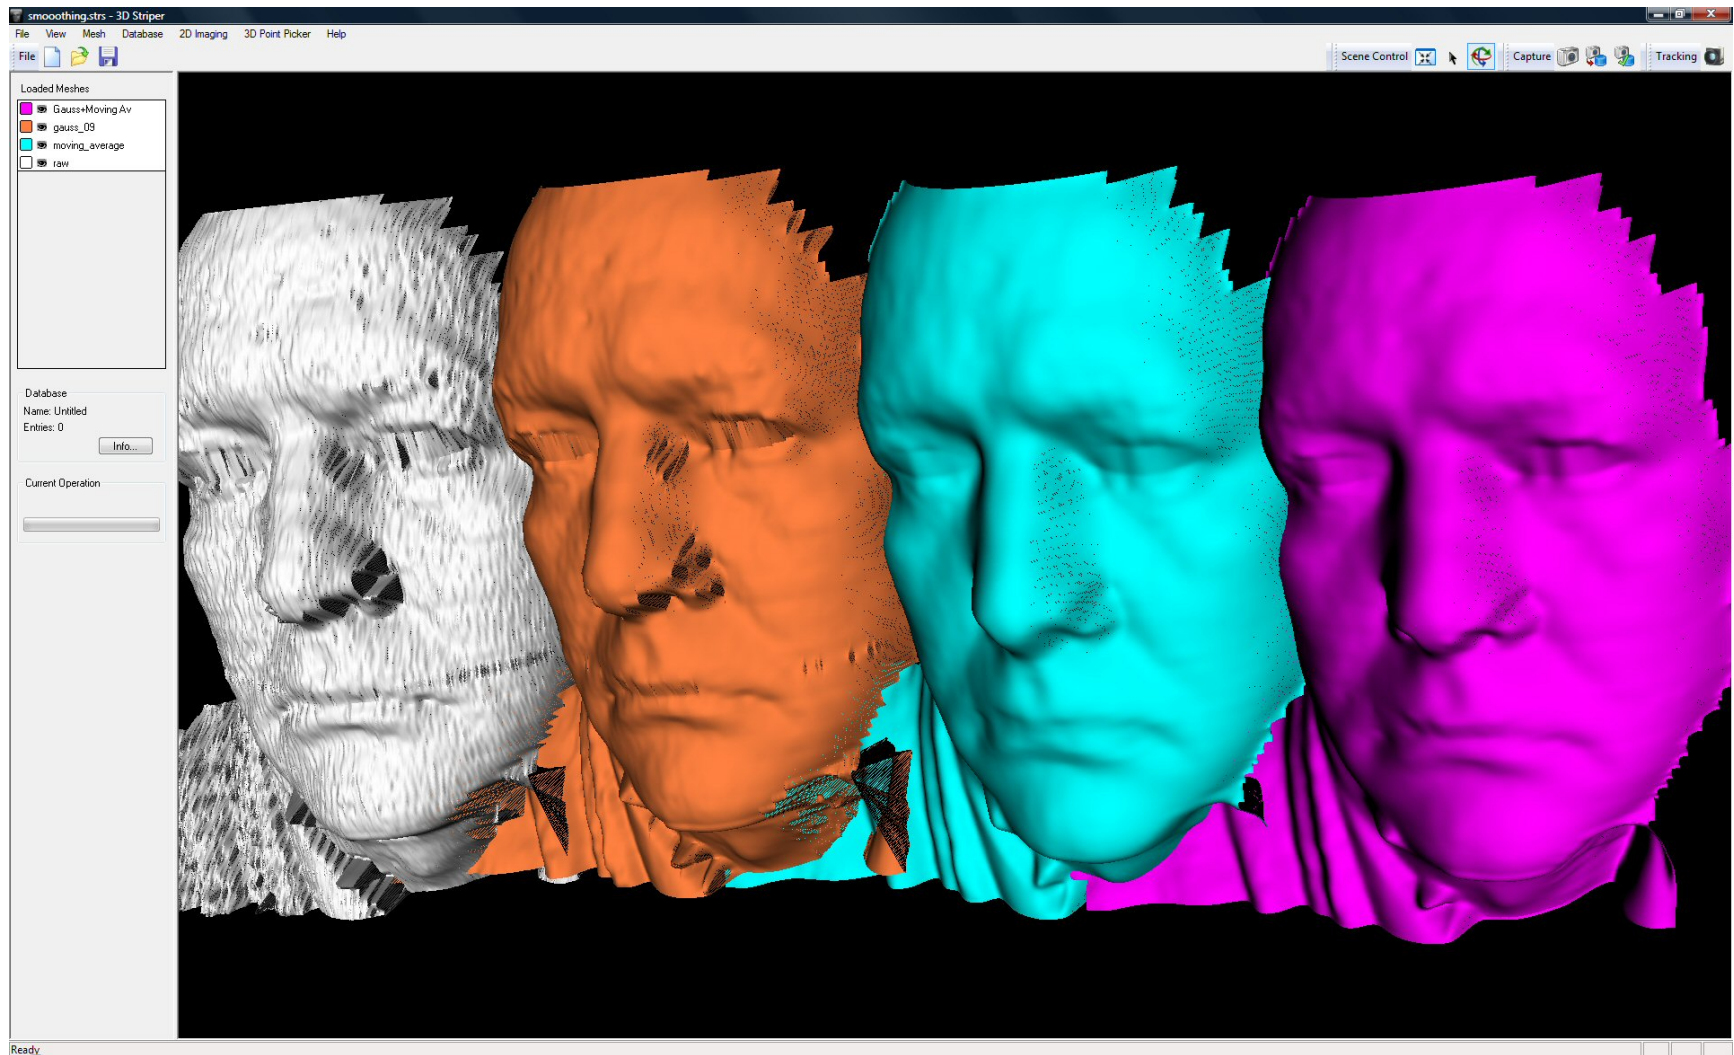 smooothing.strs - 3D Striper
File View Mesh Database 2D Imaging 3D Point Picker Help
File Scene Control Capture Tracking
Loaded Meshes
Gauss+Moving Av
gauss_09
moving_average
raw
Database
Name: Untitled
Entries: 0
Info...
Current Operation
Ready